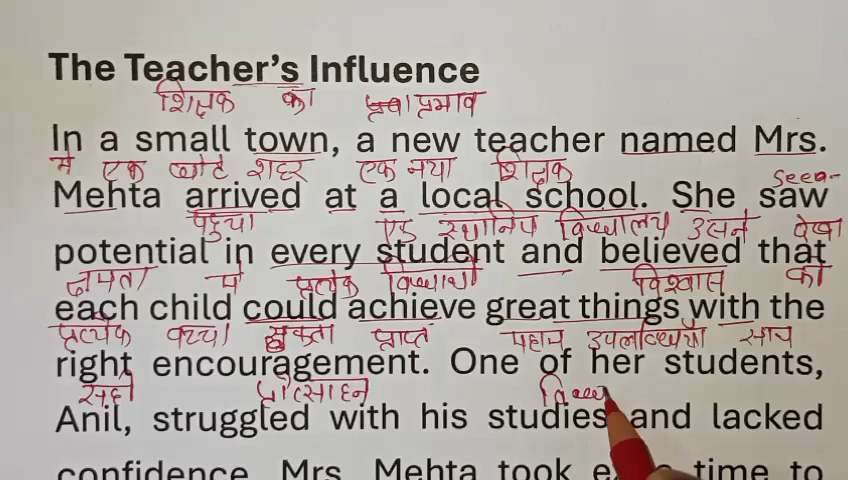 The Teacher's Influence
शिक्षक का प्रभाव
In a small town, a new teacher named Mrs.
में एक छोटे शहर एक नया शिक्षक
Mehta arrived at a local school. She saw
पहुंचा एक स्थानिय विध्यालय उसने देखा
potential in every student and believed that
क्षमता में प्रत्येक विध्यार्थी विश्वास की
each child could achieve great things with the
प्रत्येक बच्चा सकता प्राप्त महान उपलब्धियाँ साथ
right encouragement. One of her students,
सही प्रोत्साहन
Anil, struggled with his studies and lacked
confidence. Mrs. Mehta took time to